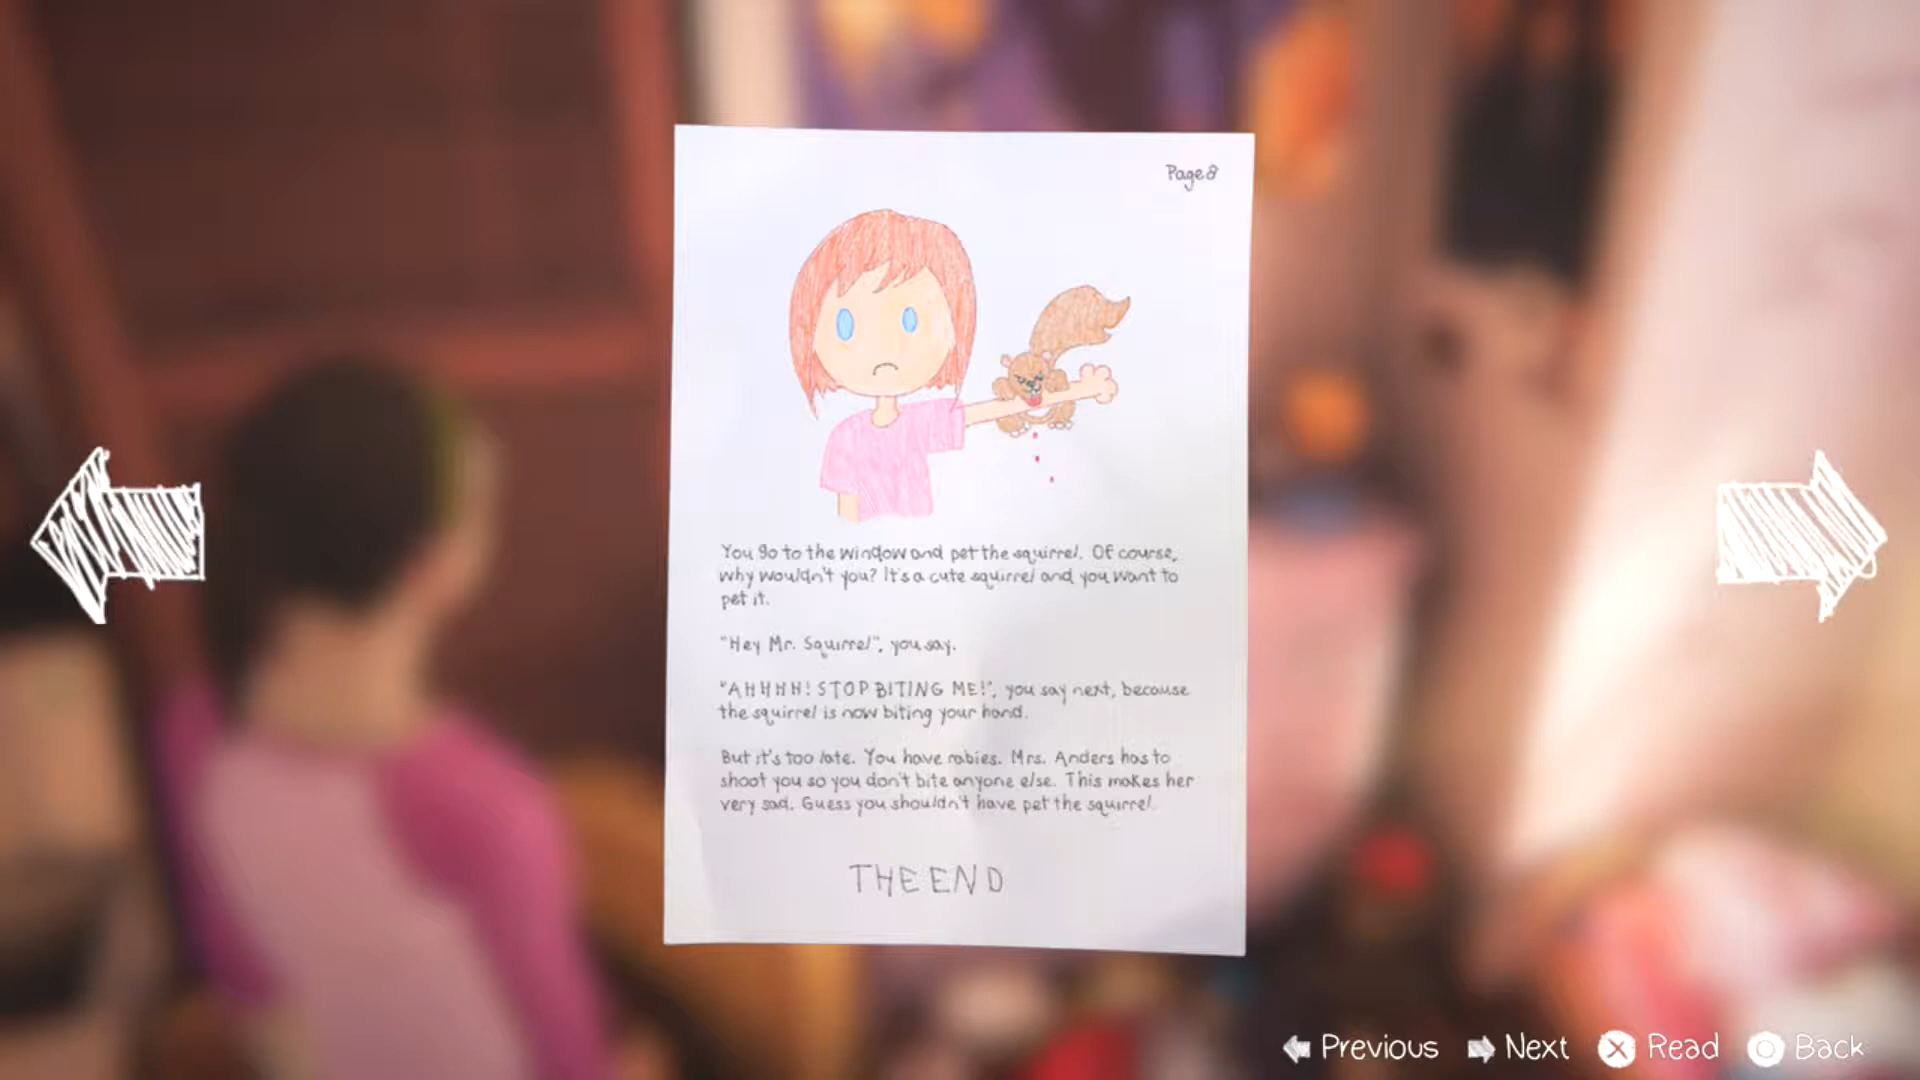 Page 8
You go to the window and pet the squirrel. Of course,
why wouldn't you? It's a cute squirrel and you want to
pet it.
"Hey Mr. Squirrel", you say.
"AHHHH! STOP BITING ME!", you say next, because
the squirrel is now biting your hand.
But it's too late. You have rabies. Mrs. Anders has to
shoot you so you don't bite anyone else. This makes her
very sad. Guess you shouldn't have pet the squirrel.
THE END
Previous Next Read Back